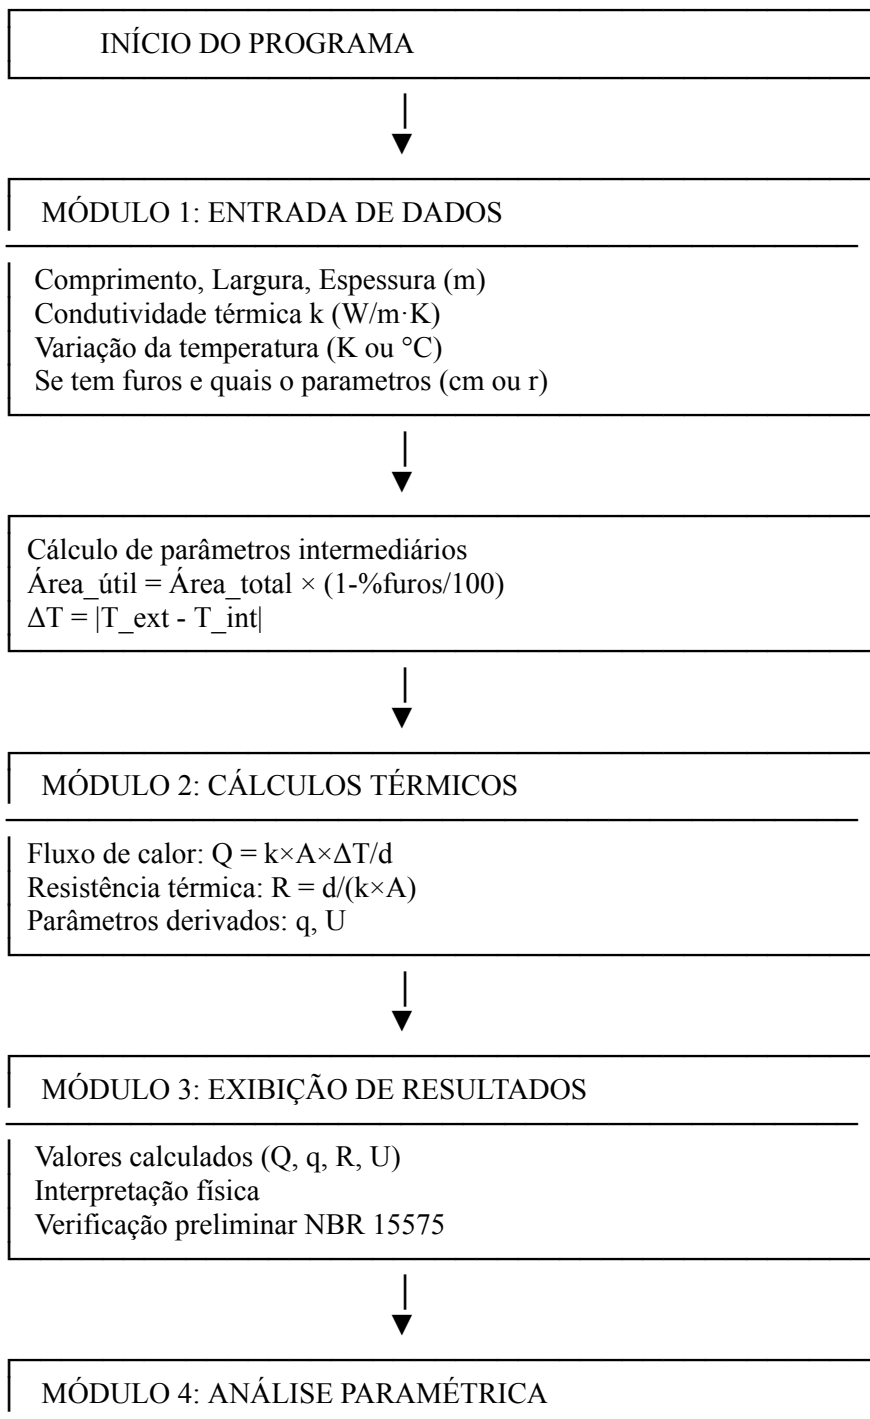 INÍCIO DO PROGRAMA
MÓDULO 1: ENTRADA DE DADOS
Comprimento, Largura, Espessura (m)
Condutividade térmica k (W/m·K)
Variação da temperatura (K ou °C)
Se tem furos e quais o parametros (cm ou r)
Cálculo de parâmetros intermediários
Área_útil = Área_total × (1-%furos/100)
ΔT = |T_ext - T_int|
MÓDULO 2: CÁLCULOS TÉRMICOS
Fluxo de calor: Q = k×A×ΔT/d
Resistência térmica: R = d/(k×A)
Parâmetros derivados: q, U
MÓDULO 3: EXIBIÇÃO DE RESULTADOS
Valores calculados (Q, q, R, U)
Interpretação física
Verificação preliminar NBR 15575
MÓDULO 4: ANÁLISE PARAMÉTRICA